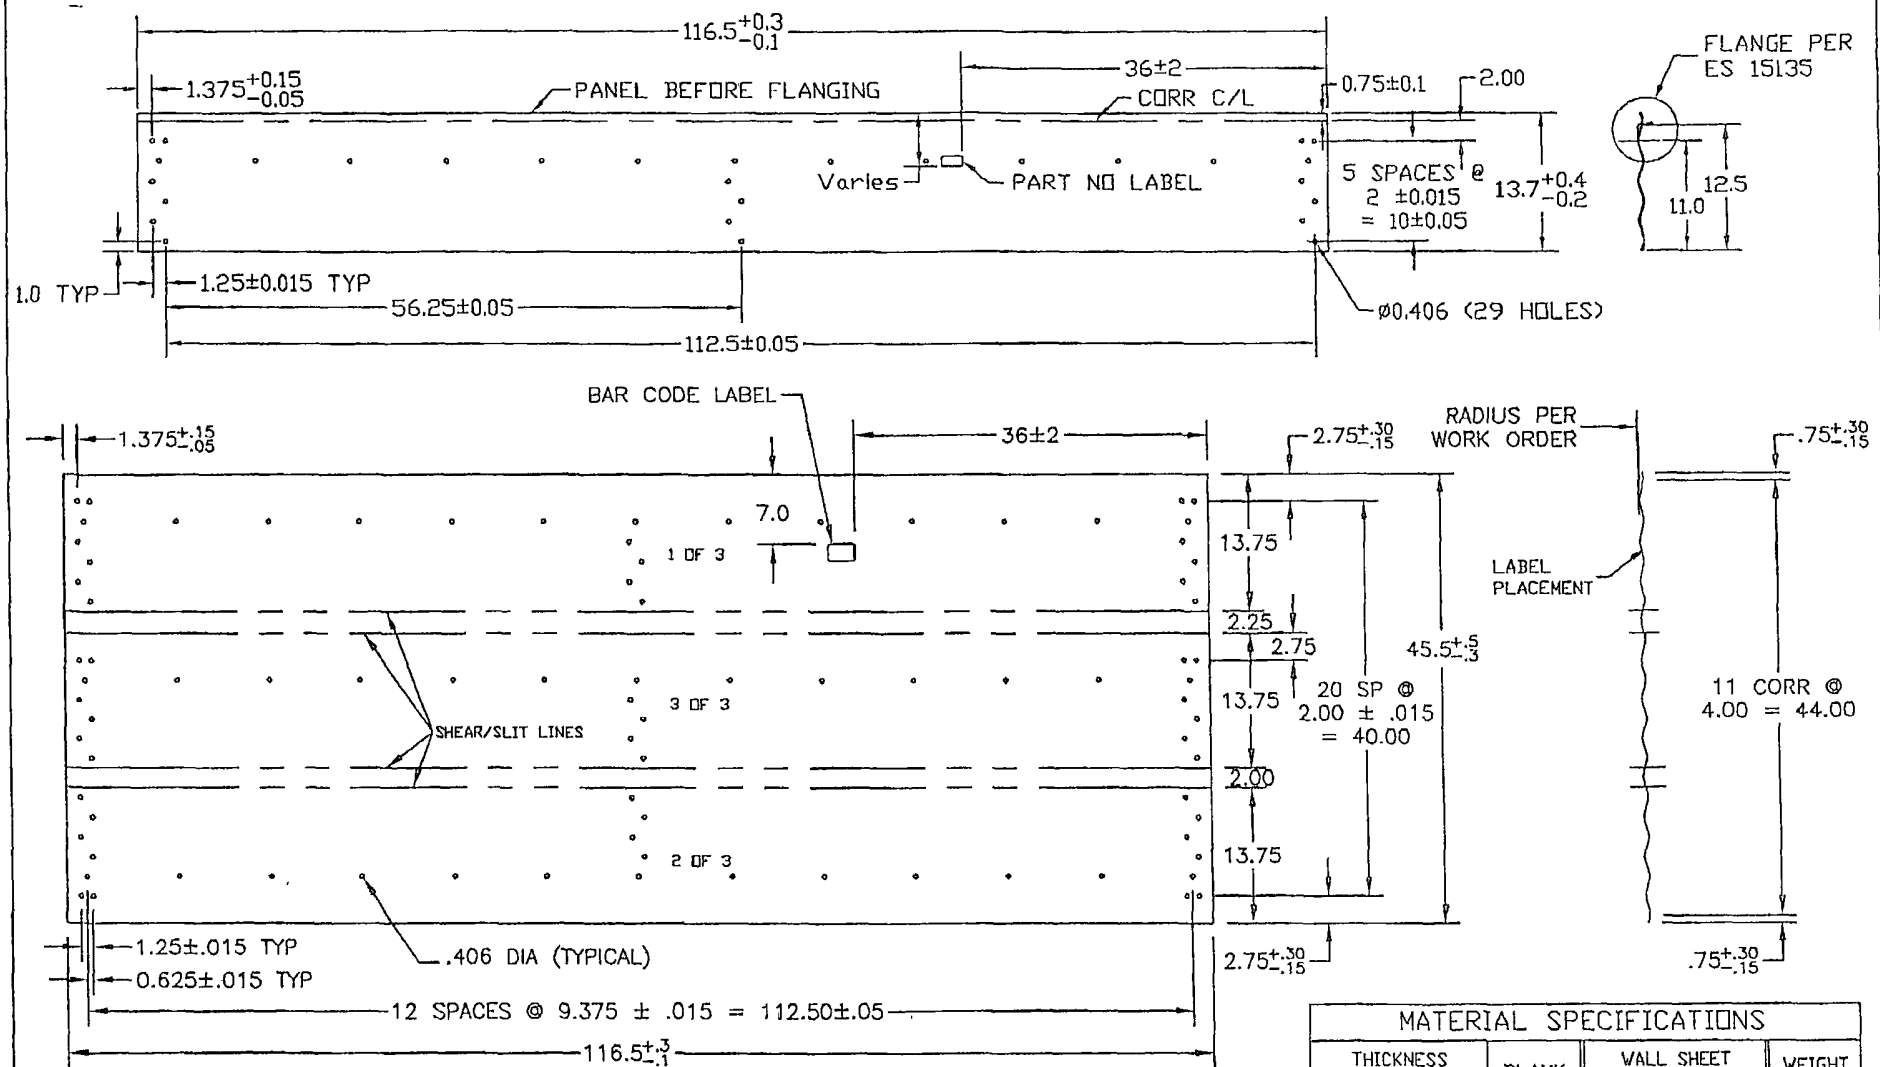 116.5+0.3
-0.1
FLANGE PER
ES 15135
36±2
1.375+0.15
-0.05
PANEL BEFORE FLANGING
CORR C/L
0.75±0.1
2.00
Varies
PART NO LABEL
5 SPACES @
2 ±0.015
= 10±0.05
13.7+0.4
-0.2
11.0
12.5
1.0 TYP
1.25±0.015 TYP
56.25±0.05
Ø0.406 (29 HOLES)
112.5±0.05
BAR CODE LABEL
RADIUS PER
WORK ORDER
1.375+.15
-.05
36±2
2.75+.30
-.15
.75+.30
-.15
7.0
1 OF 3
13.75
LABEL
PLACEMENT
2.25
2.75
45.5+.5
-.3
3 OF 3
13.75
20 SP @
2.00 ± .015
= 40.00
11 CORR @
4.00 = 44.00
SHEAR/SLIT LINES
2.00
2 OF 3
13.75
1.25±.015 TYP
.406 DIA (TYPICAL)
2.75+.30
-.15
.75+.30
-.15
0.625±.015 TYP
12 SPACES @ 9.375 ± .015 = 112.50±.05
116.5+.3
-.1
MATERIAL SPECIFICATIONS
THICKNESS
WALL SHEET
WEIGHT